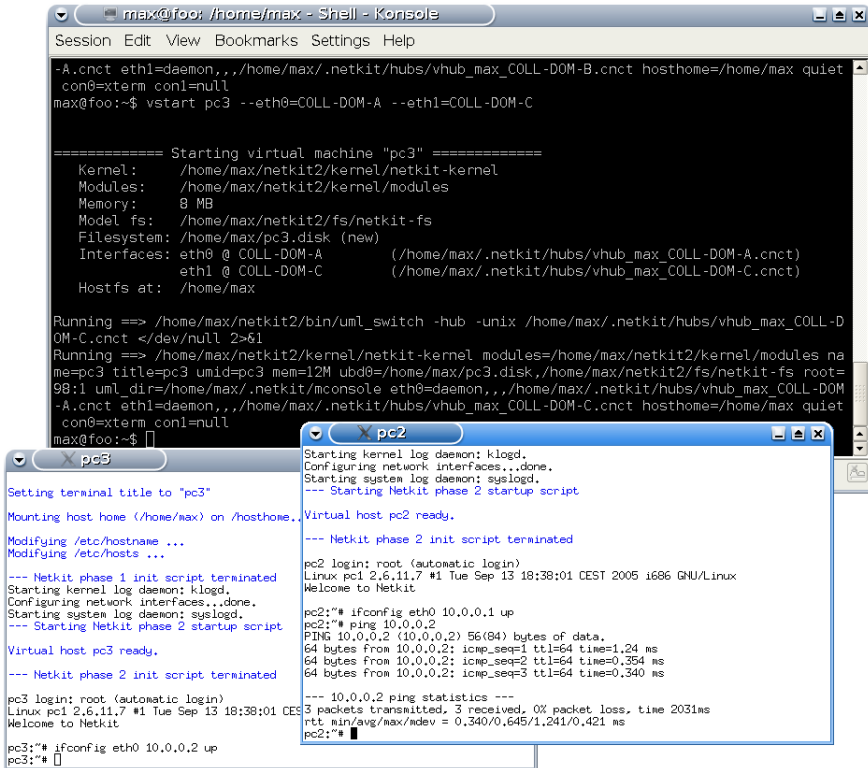 max@foo: /home/max - Shell - Konsole
Session Edit View Bookmarks Settings Help
-A.cnct eth1=daemon,,,/home/max/.netkit/hubs/vhub_max_COLL-DOM-B.cnct hosthome=/home/max quiet
con0=xterm con1=null
max@foo:~$ vstart pc3 --eth0=COLL-DOM-A --eth1=COLL-DOM-C
============= Starting virtual machine "pc3" =============
Kernel: /home/max/netkit2/kernel/netkit-kernel
Modules: /home/max/netkit2/kernel/modules
Memory: 8 MB
Model fs: /home/max/netkit2/fs/netkit-fs
Filesystem: /home/max/pc3.disk (new)
Interfaces: eth0 @ COLL-DOM-A (/home/max/.netkit/hubs/vhub_max_COLL-DOM-A.cnct)
eth1 @ COLL-DOM-C (/home/max/.netkit/hubs/vhub_max_COLL-DOM-C.cnct)
Hostfs at: /home/max
Running ==> /home/max/netkit2/bin/uml_switch -hub -unix /home/max/.netkit/hubs/vhub_max_COLL-D
OM-C.cnct </dev/null 2>&1
Running ==> /home/max/netkit2/kernel/netkit-kernel modules=/home/max/netkit2/kernel/modules na
me=pc3 title=pc3 umid=pc3 mem=12M ubd0=/home/max/pc3.disk,/home/max/netkit2/fs/netkit-fs root=
98:1 uml_dir=/home/max/.netkit/mconsole eth0=daemon,,,/home/max/.netkit/hubs/vhub_max_COLL-DOM
-A.cnct eth1=daemon,,,/home/max/.netkit/hubs/vhub_max_COLL-DOM-C.cnct hosthome=/home/max quiet
con0=xterm con1=null
max@foo:~$
pc3
Setting terminal title to "pc3"
Mounting host home (/home/max) on /hosthome..
Modifying /etc/hostname ...
Modifying /etc/hosts ...
--- Netkit phase 1 init script terminated
Starting kernel log daemon: klogd.
Configuring network interfaces...done.
Starting system log daemon: syslogd.
--- Starting Netkit phase 2 startup script
Virtual host pc3 ready.
--- Netkit phase 2 init script terminated
pc3 login: root (automatic login)
Linux pc1 2.6.11.7 #1 Tue Sep 13 18:38:01 CES
Welcome to Netkit
pc3:~# ifconfig eth0 10.0.0.2 up
pc3:~#
pc2
Starting kernel log daemon: klogd.
Configuring network interfaces...done.
Starting system log daemon: syslogd.
--- Starting Netkit phase 2 startup script
Virtual host pc2 ready.
--- Netkit phase 2 init script terminated
pc2 login: root (automatic login)
Linux pc1 2.6.11.7 #1 Tue Sep 13 18:38:01 CEST 2005 i686 GNU/Linux
Welcome to Netkit
pc2:~# ifconfig eth0 10.0.0.1 up
pc2:~# ping 10.0.0.2
PING 10.0.0.2 (10.0.0.2) 56(84) bytes of data.
64 bytes from 10.0.0.2: icmp_seq=1 ttl=64 time=1.24 ms
64 bytes from 10.0.0.2: icmp_seq=2 ttl=64 time=0.354 ms
64 bytes from 10.0.0.2: icmp_seq=3 ttl=64 time=0.340 ms
--- 10.0.0.2 ping statistics ---
3 packets transmitted, 3 received, 0% packet loss, time 2031ms
rtt min/avg/max/mdev = 0.340/0.645/1.241/0.421 ms
pc2:~#